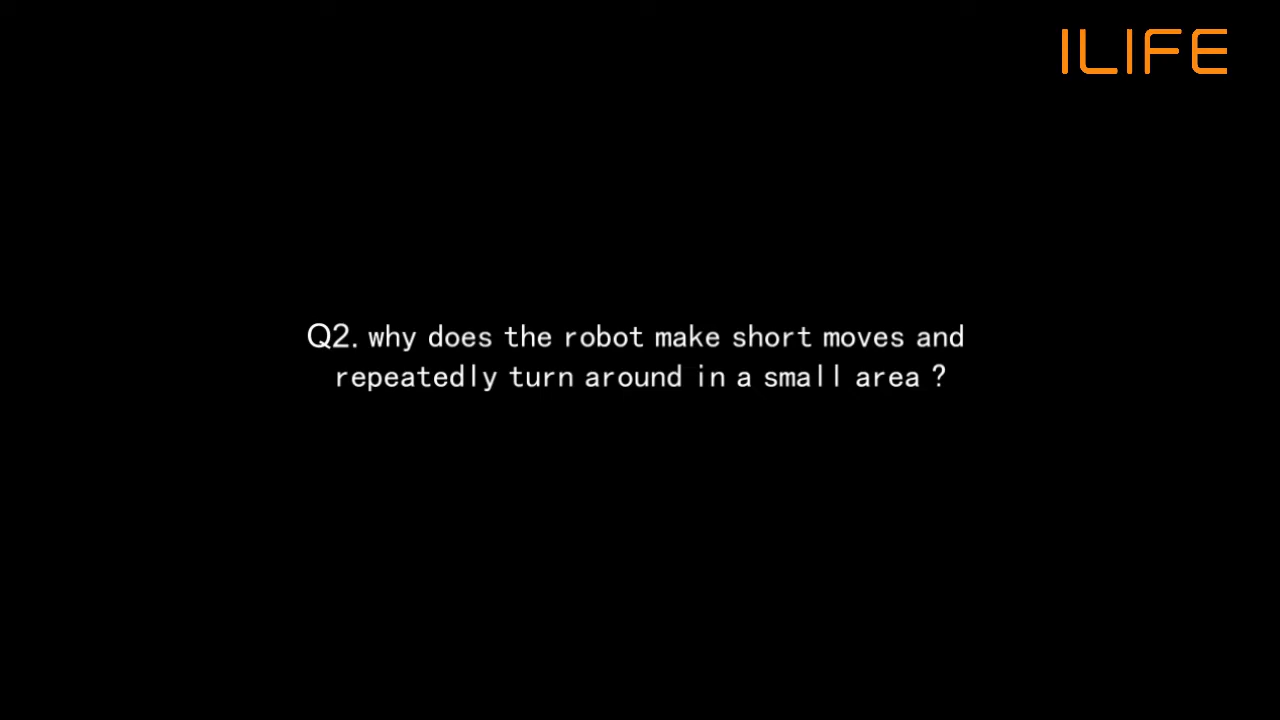 ILIFE
Q2. why does the robot make short moves and
repeatedly turn around in a small area ?